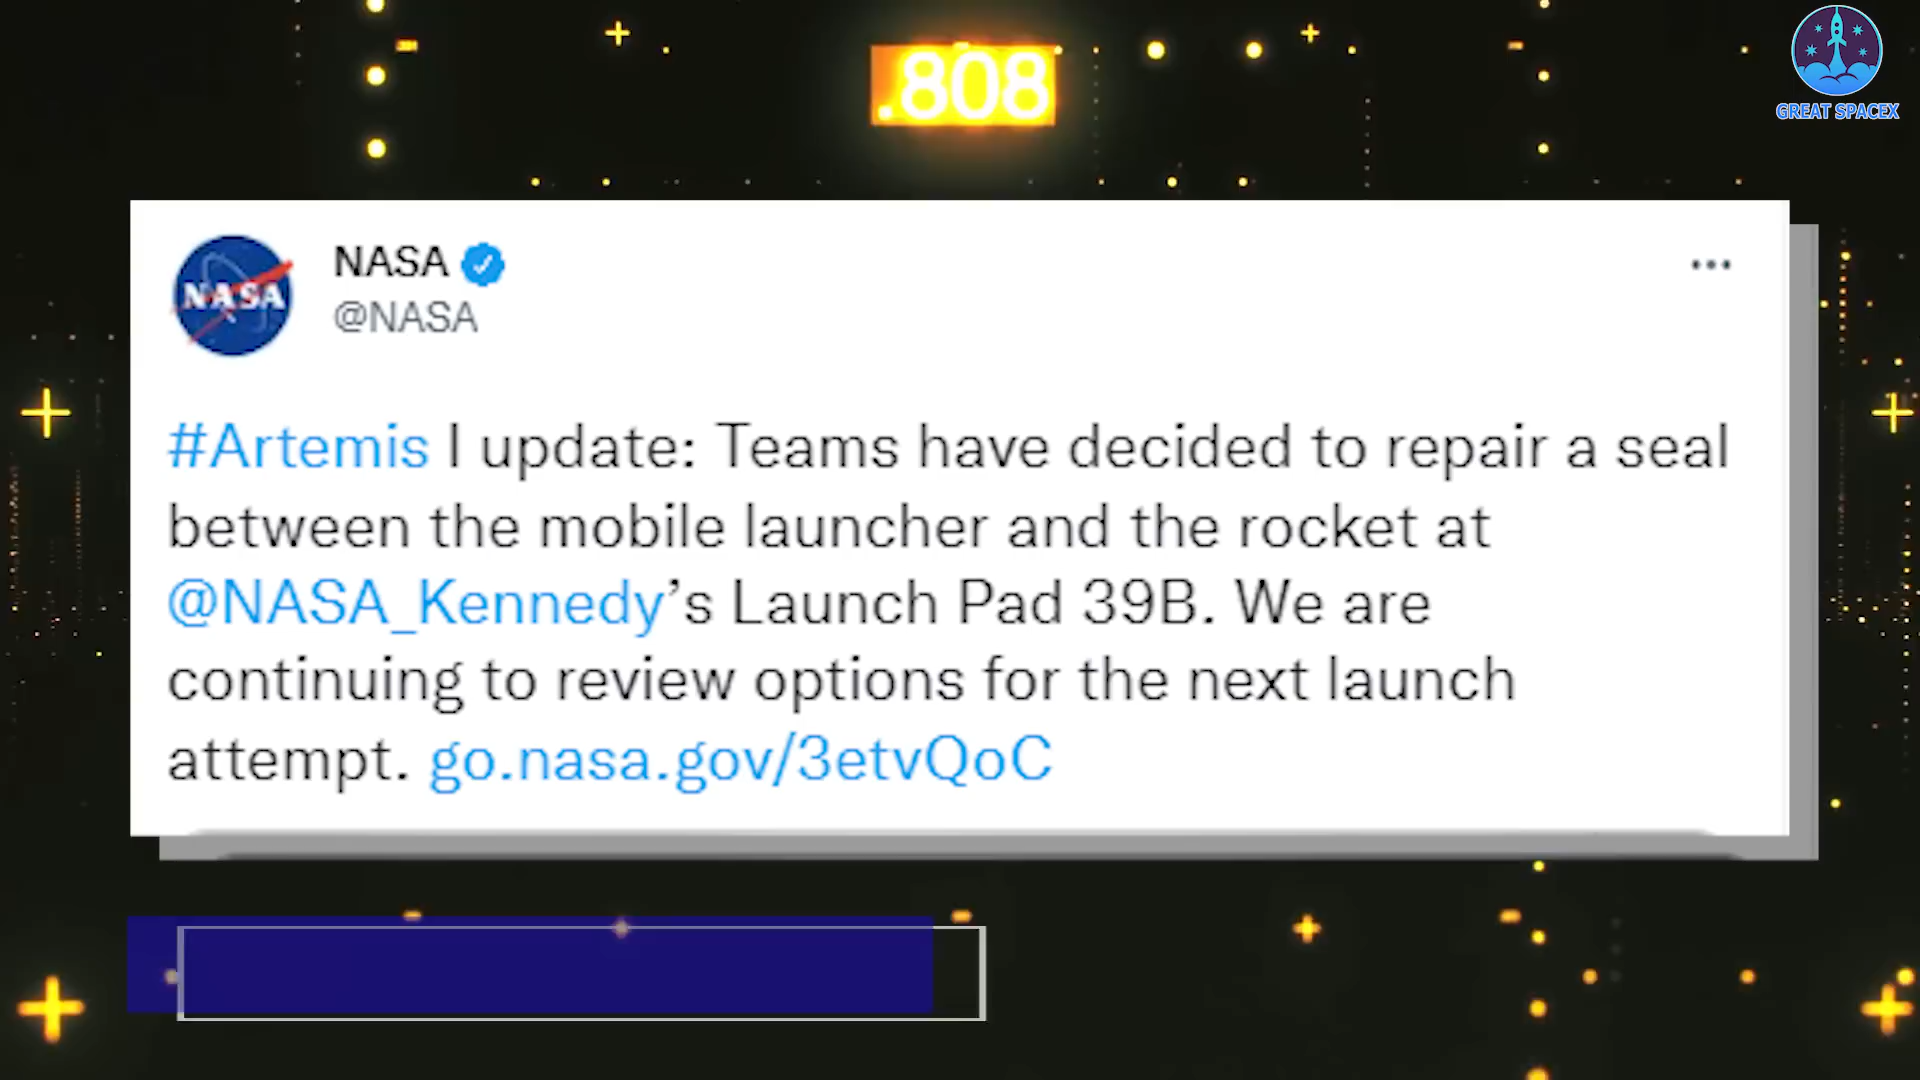 .808
GREAT SPACEX
NASA
NASA
@NASA
#Artemis I update: Teams have decided to repair a seal
between the mobile launcher and the rocket at
@NASA_Kennedy’s Launch Pad 39B. We are
continuing to review options for the next launch
attempt. go.nasa.gov/3etvQoC